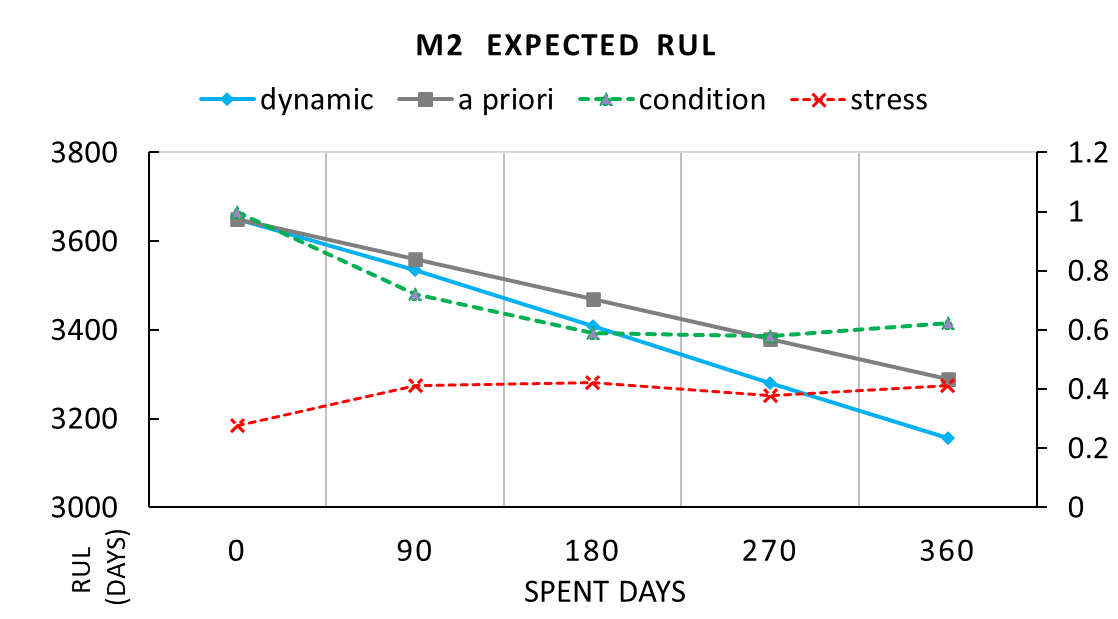 M2 EXPECTED RUL
dynamic a priori condition stress
3800 1.2
3600 1
3400 0.8
3200 0.6
3000 0.4
0.2
0
0 90 180 270 360
SPENT DAYS
RUL
(DAYS)